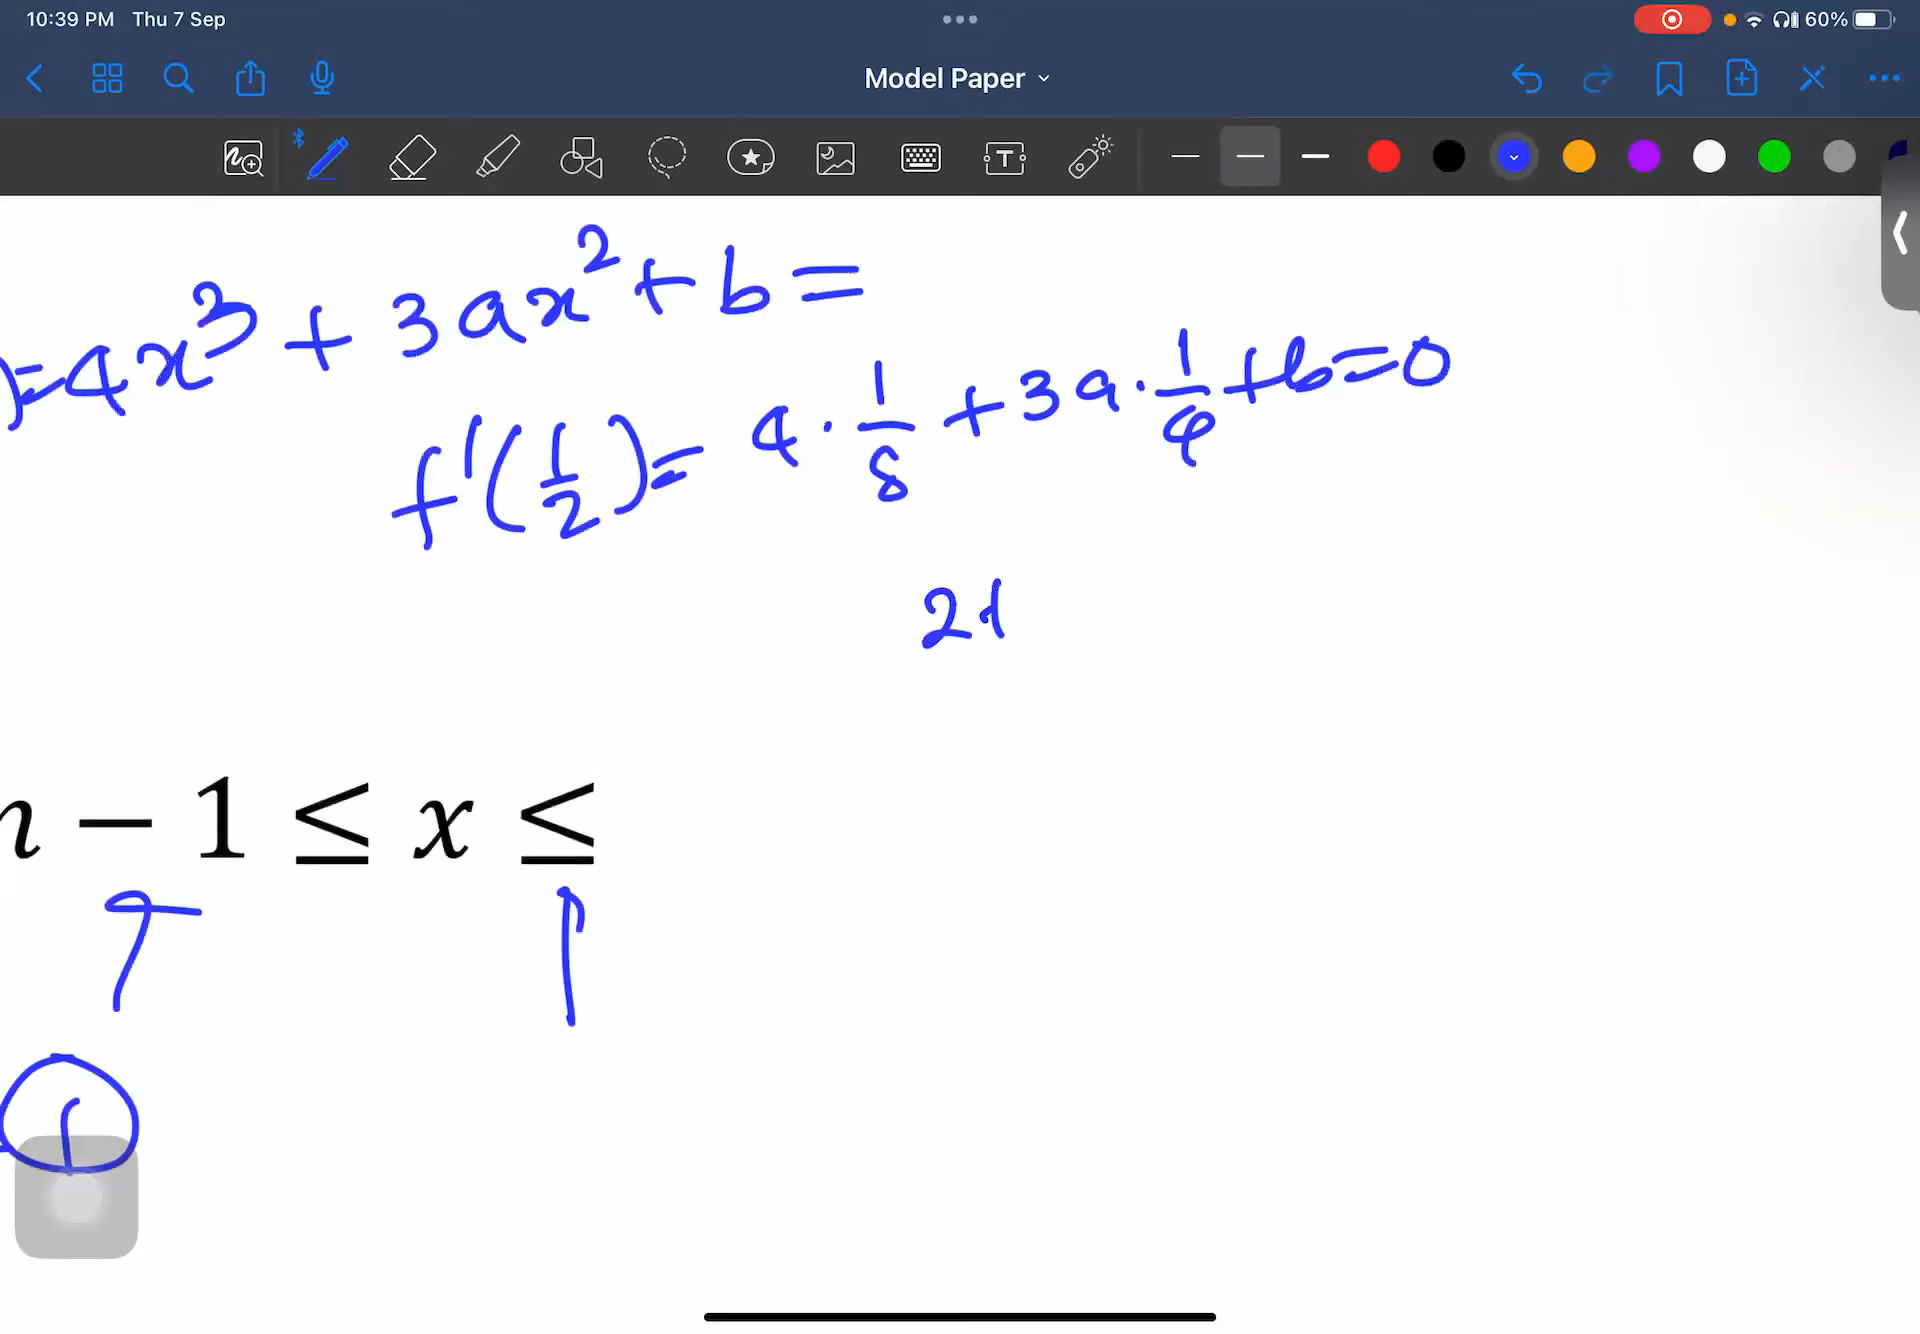 10:39 PM Thu 7 Sep
60%
Model Paper
T
)=4x³ + 3ax² + b =
f'(1/2) = 4 · 1/8 + 3a · 1/4 + b = 0
2+
n − 1 ≤ x ≤